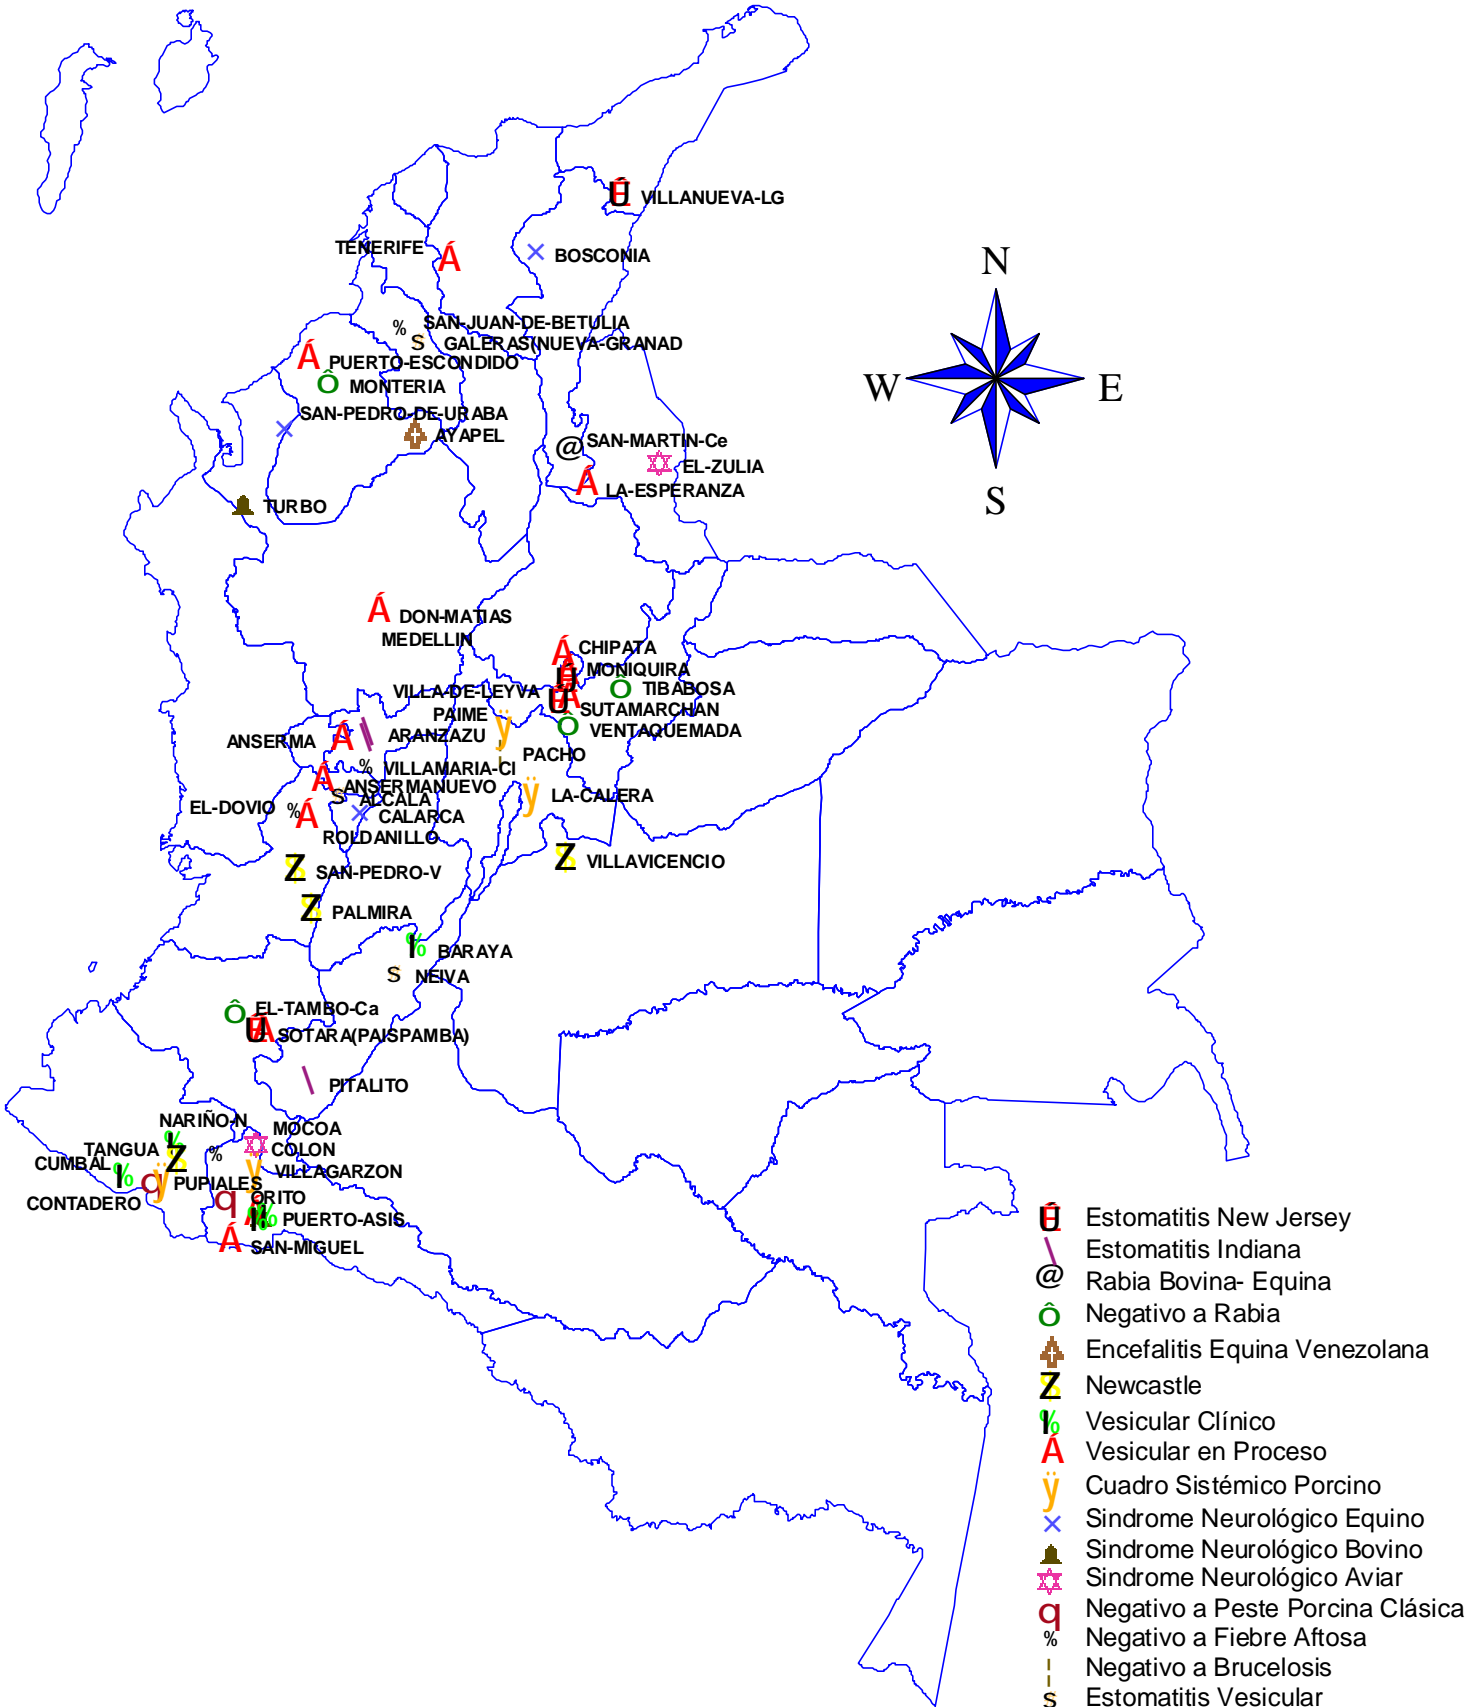 VILLANUEVA-LG
TENERIFE
BOSCONIA
N
W
E
S
SAN-JUAN-DE-BETULIA
GALERAS(NUEVA-GRANAD
PUERTO-ESCONDIDO
MONTERIA
SAN-PEDRO-DE-URABA
AYAPEL
SAN-MARTIN-Ce
EL-ZULIA
LA-ESPERANZA
TURBO
DON-MATIAS
MEDELLIN
CHIPATA
MONIQUIRA
VILLA-DE-LEYVA
TIBABOSA
SUTAMARCHAN
PAIME
VENTAQUEMADA
ARANZAZU
ANSERMA
PACHO
VILLAMARIA-Cl
ANSERMANUEVO
ALCALA
LA-CALERA
EL-DOVIO
CALARCA
ROLDANILLO
VILLAVICENCIO
SAN-PEDRO-V
PALMIRA
BARAYA
NEIVA
EL-TAMBO-Ca
SOTARA(PAISPAMBA)
PITALITO
NARIÑO-N
MOCOA
TANGUA
COLON
CUMBAL
VILLAGARZON
PUPIALES
CONTADERO
ORITO
PUERTO-ASIS
SAN-MIGUEL
Estomatitis New Jersey
Estomatitis Indiana
@ Rabia Bovina- Equina
Ô Negativo a Rabia
Encefalitis Equina Venezolana
Z Newcastle
Vesicular Clínico
Á Vesicular en Proceso
ÿ Cuadro Sistémico Porcino
Sindrome Neurológico Equino
Sindrome Neurológico Bovino
Sindrome Neurológico Aviar
q Negativo a Peste Porcina Clásica
% Negativo a Fiebre Aftosa
Negativo a Brucelosis
s Estomatitis Vesicular